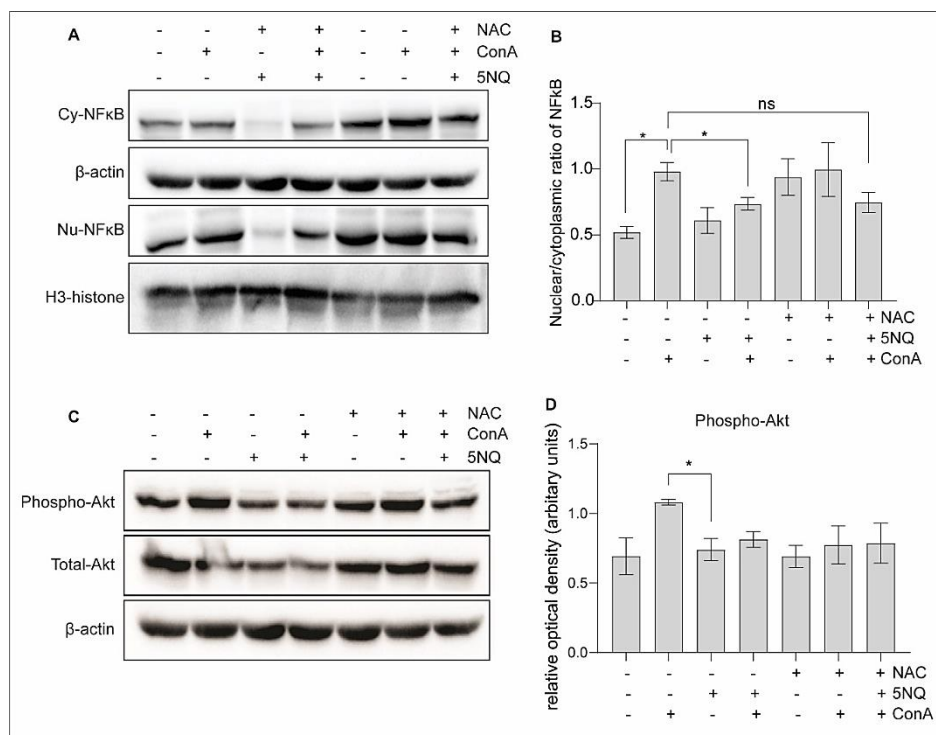 A
- - + + - - + NAC
- + - + - + + ConA
- - + + - - + 5NQ
Cy-NFκB
β-actin
Nu-NFκB
H3-histone
B
Nuclear/cytoplasmic ratio of NFkB
1.5
1.0
0.5
0.0
* * ns
- - - - + + + NAC
- - + + - - + 5NQ
- + - + - + + ConA
C
- - - - + + + NAC
- + - + - + + ConA
- - + + - - + 5NQ
Phospho-Akt
Total-Akt
β-actin
D
Phospho-Akt
relative optical density (arbitary units)
1.5
1.0
0.5
0.0
*
- - - - + + + NAC
- - + + - - + 5NQ
- + - + - + + ConA